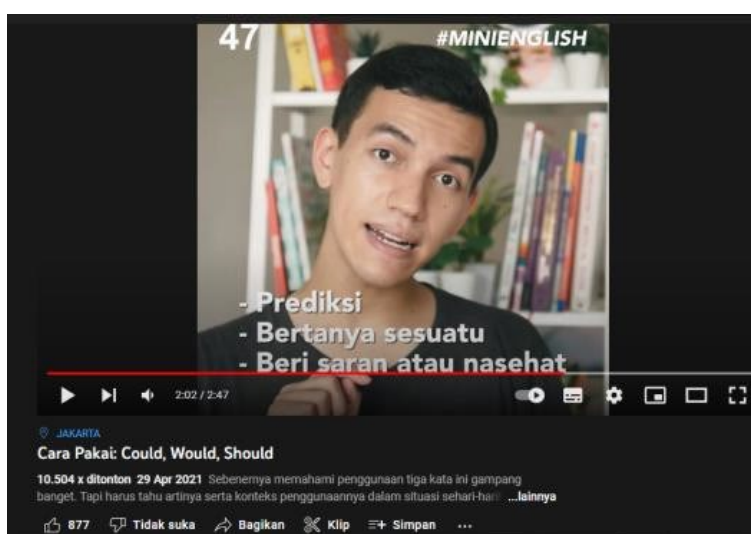 47
#MINIENGLISH
- Prediksi
- Bertanya sesuatu
- Beri saran atau nasehat
2:02 / 2:47
JAKARTA
Cara Pakai: Could, Would, Should
10.504 x ditonton 29 Apr 2021 Sebenernya memahami penggunaan tiga kata ini gampang
banget. Tapi harus tahu artinya serta konteks penggunaannya dalam situasi sehari-hari ...lainnya
877 Tidak suka Bagikan Klip Simpan ...